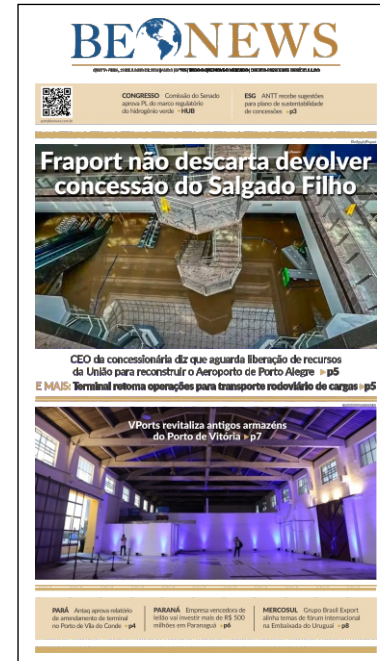 BE NEWS
CONGRESSO Comissão do Senado
aprova PL do marco regulatório
do hidrogênio verde ▸HUB
ESG ANTT recebe sugestões
para plano de sustentabilidade
de concessões ▸p3
Fraport não descarta devolver
concessão do Salgado Filho
CEO da concessionária diz que aguarda liberação de recursos
da União para reconstruir o Aeroporto de Porto Alegre ▸p5
E MAIS: Terminal retoma operações para transporte rodoviário de cargas ▸p5
VPorts revitaliza antigos armazéns
do Porto de Vitória ▸p7
PARÁ Antaq aprova relatório
de arrendamento de terminal
no Porto de Vila do Conde ▸p4
PARANÁ Empresa vencedora de
leilão vai investir mais de R$ 500
milhões em Paranaguá ▸p6
MERCOSUL Grupo Brasil Export
alinha temas de fórum internacional
na Embaixada do Uruguai ▸p8